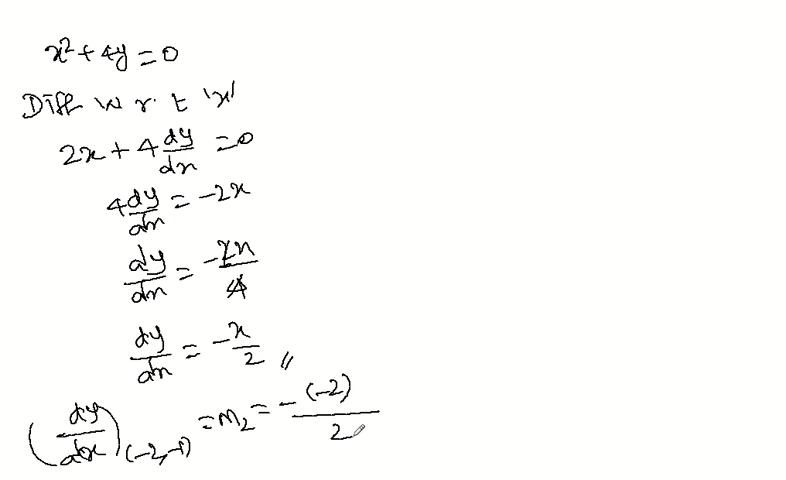 x² + 4y = 0
Diff w r. t 'x'
2x + 4 dy/dx = 0
4 dy/dx = -2x
dy/dx = -2x/4
dy/dx = -x/2 //
(dy/dx)(-2,-1) = m₂ = -(-2)/2